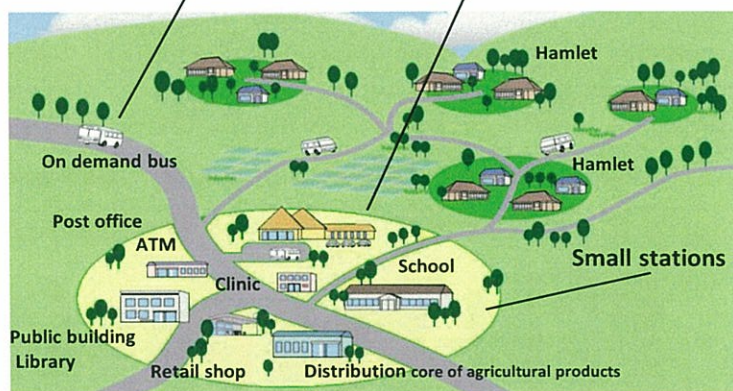 Hamlet
On demand bus
Hamlet
Post office
ATM
Small stations
School
Clinic
Public building
Library
Retail shop
Distribution core of agricultural products